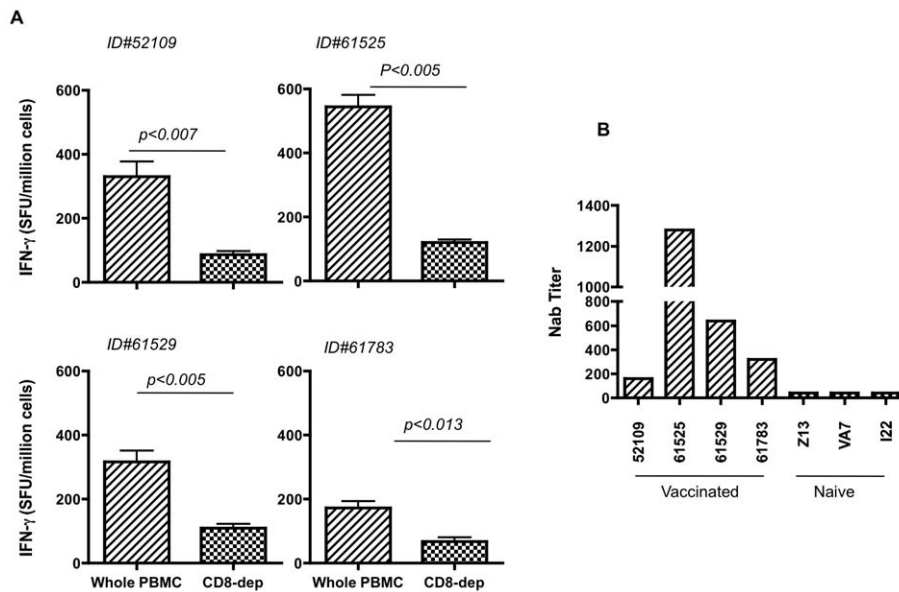 A
ID#52109
ID#61525
IFN-γ (SFU/million cells)
600
400
200
0
p<0.007
600
400
200
0
P<0.005
ID#61529
ID#61783
IFN-γ (SFU/million cells)
600
400
200
0
p<0.005
600
400
200
0
p<0.013
Whole PBMC
CD8-dep
Whole PBMC
CD8-dep
B
Nab Titer
1400
1200
1000
800
600
400
200
0
52109
61525
61529
61783
Z13
VA7
I22
Vaccinated
Naive